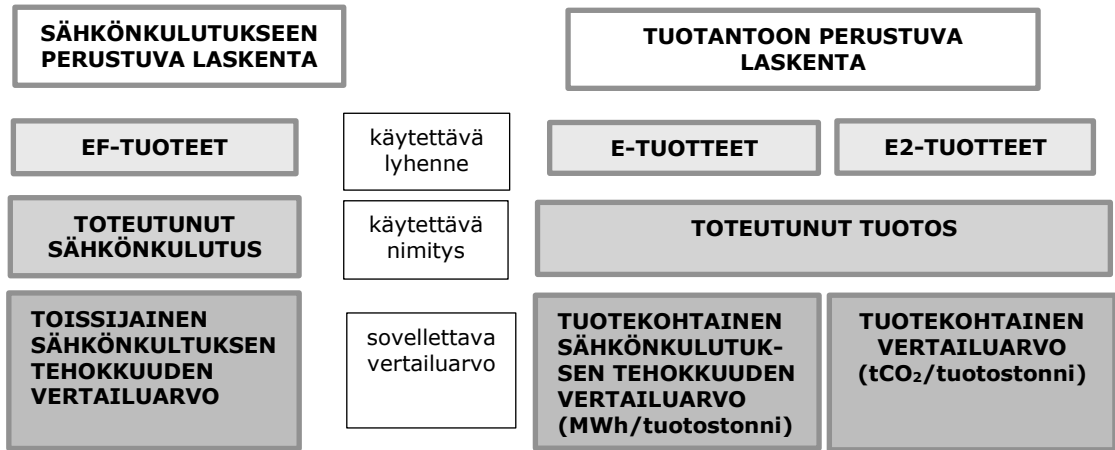 SÄHKÖNKULUTUKSEEN
PERUSTUVA LASKENTA
TUOTANTOON PERUSTUVA
LASKENTA
EF-TUOTEET
käytettävä
lyhenne
E-TUOTTEET
E2-TUOTTEET
TOTEUTUNUT
SÄHKÖNKULUTUS
käytettävä
nimitys
TOTEUTUNUT TUOTOS
TOISSIJAINEN
SÄHKÖNKULTUKSEN
TEHOKKUUDEN
VERTAILUARVO
sovellettava
vertailuarvo
TUOTEKOHTAINEN
SÄHKÖNKULUTUK-
SEN TEHOKKUUDEN
VERTAILUARVO
(MWh/tuotostonni)
TUOTEKOHTAINEN
VERTAILUARVO
(tCO₂/tuotostonni)